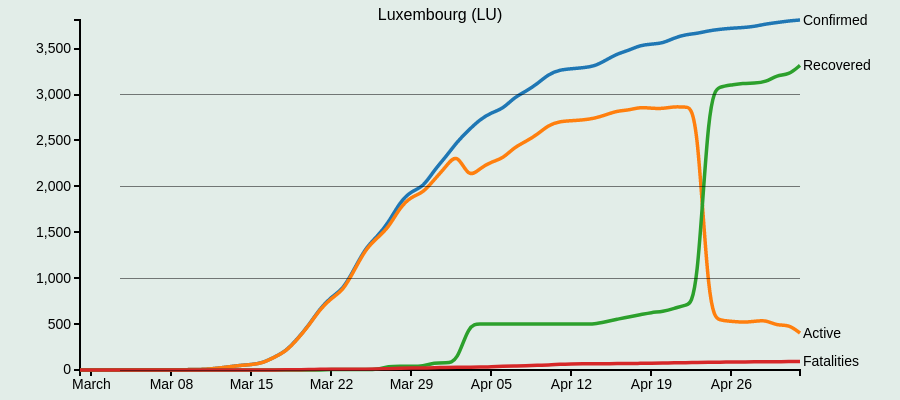 Luxembourg (LU)
Confirmed
3,500
Recovered
3,000
2,500
2,000
1,500
1,000
500
Active
Fatalities
0
March Mar 08 Mar 15 Mar 22 Mar 29 Apr 05 Apr 12 Apr 19 Apr 26